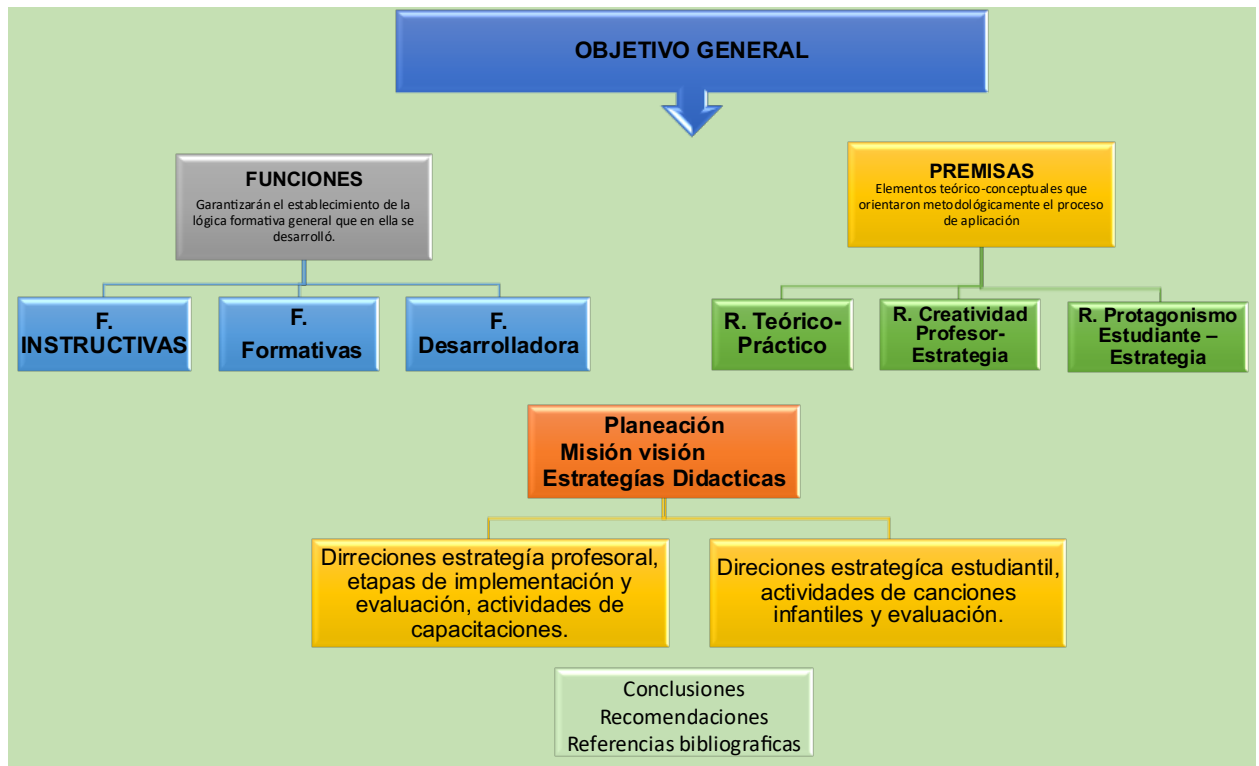 OBJETIVO GENERAL
FUNCIONES
Garantizarán el establecimiento de la
lógica formativa general que en ella se
desarrolló.
PREMISAS
Elementos teórico-conceptuales que
orientaron metodológicamente el proceso
de aplicación
F.
INSTRUCTIVAS
F.
Formativas
F.
Desarrolladora
R. Teórico-
Práctico
R. Creatividad
Profesor-
Estrategia
R. Protagonismo
Estudiante –
Estrategia
Planeación
Misión visión
Estrategías Didacticas
Dirreciones estrategía profesoral,
etapas de implementación y
evaluación, actividades de
capacitaciones.
Direciones estrategíca estudiantil,
actividades de canciones
infantiles y evaluación.
Conclusiones
Recomendaciones
Referencias bibliograficas